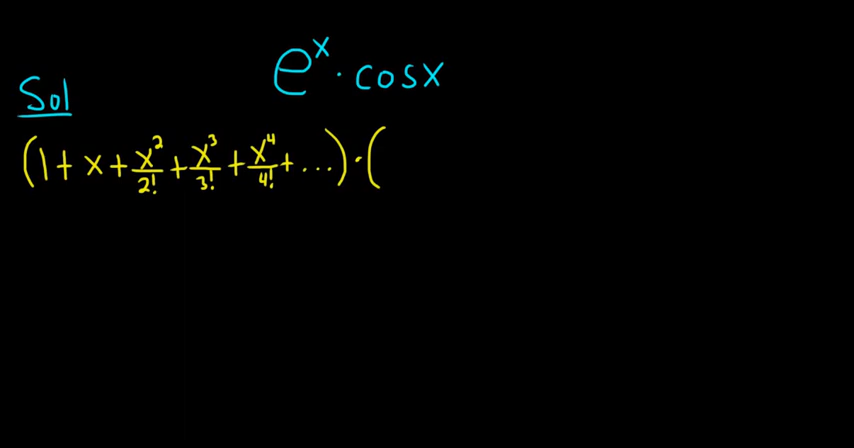 e^x · cosx
Sol
(1 + x + x^2/2! + x^3/3! + x^4/4! + ...) · (